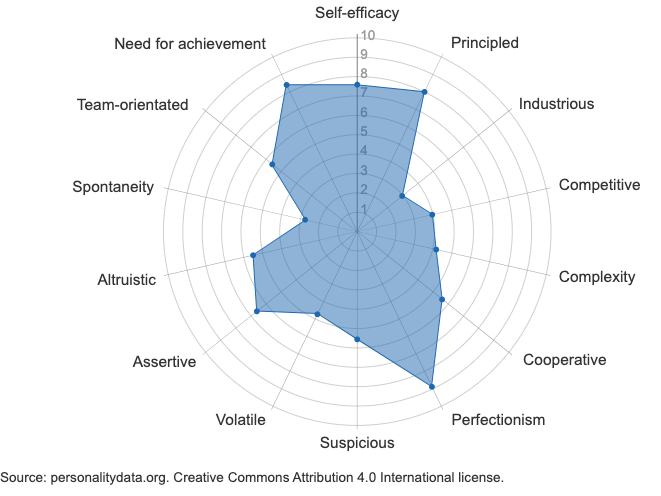 Self-efficacy
10
Need for achievement
Principled
9
8
7
Team-orientated
Industrious
6
5
4
3
Spontaneity
Competitive
2
1
Altruistic
Complexity
Assertive
Cooperative
Volatile
Perfectionism
Suspicious
Source: personalitydata.org. Creative Commons Attribution 4.0 International license.